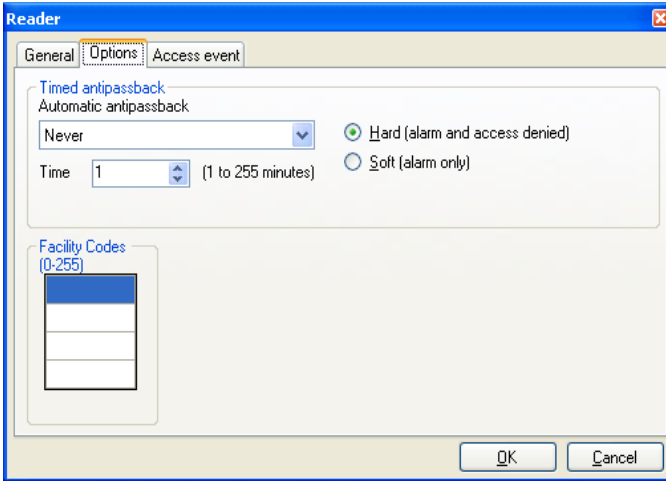 Reader
General Options Access event
Timed antipassback
Automatic antipassback
Never
Hard (alarm and access denied)
Time 1 (1 to 255 minutes)
Soft (alarm only)
Facility Codes
(0-255)
OK Cancel